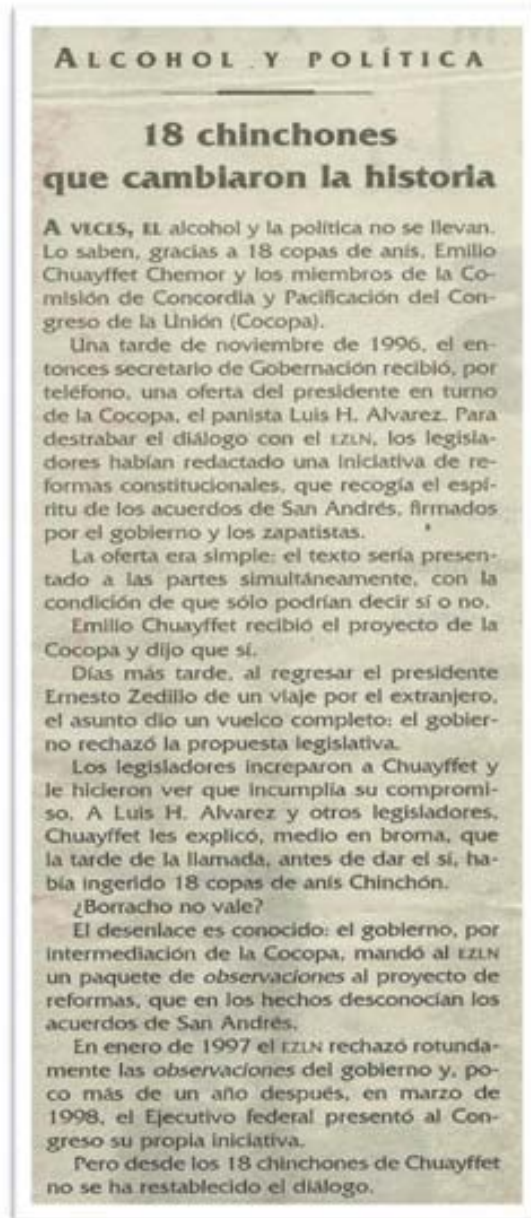 ALCOHOL Y POLÍTICA
18 chinchones
que cambiaron la historia
A VECES, EL alcohol y la política no se llevan.
Lo saben, gracias a 18 copas de anís, Emilio
Chuayffet Chemor y los miembros de la Co-
misión de Concordia y Pacificación del Con-
greso de la Unión (Cocopa).
Una tarde de noviembre de 1996, el en-
tonces secretario de Gobernación recibió, por
teléfono, una oferta del presidente en turno
de la Cocopa, el panista Luis H. Alvarez. Para
destrabar el diálogo con el EZLN, los legisla-
dores habían redactado una iniciativa de re-
formas constitucionales, que recogía el espí-
ritu de los acuerdos de San Andrés, firmados
por el gobierno y los zapatistas.
La oferta era simple: el texto sería presen-
tado a las partes simultáneamente, con la
condición de que sólo podrían decir sí o no.
Emilio Chuayffet recibió el proyecto de la
Cocopa y dijo que sí.
Días más tarde, al regresar el presidente
Ernesto Zedillo de un viaje por el extranjero,
el asunto dio un vuelco completo: el gobier-
no rechazó la propuesta legislativa.
Los legisladores increparon a Chuayffet y
le hicieron ver que incumplía su compromi-
so. A Luis H. Alvarez y otros legisladores,
Chuayffet les explicó, medio en broma, que
la tarde de la llamada, antes de dar el sí, ha-
bía ingerido 18 copas de anís Chinchón.
¿Borracho no vale?
El desenlace es conocido: el gobierno, por
intermediación de la Cocopa, mandó al EZLN
un paquete de observaciones al proyecto de
reformas, que en los hechos desconocían los
acuerdos de San Andrés.
En enero de 1997 el EZLN rechazó rotunda-
mente las observaciones del gobierno y, po-
co más de un año después, en marzo de
1998, el Ejecutivo federal presentó al Con-
greso su propia iniciativa.
Pero desde los 18 chinchones de Chuayffet
no se ha restablecido el diálogo.